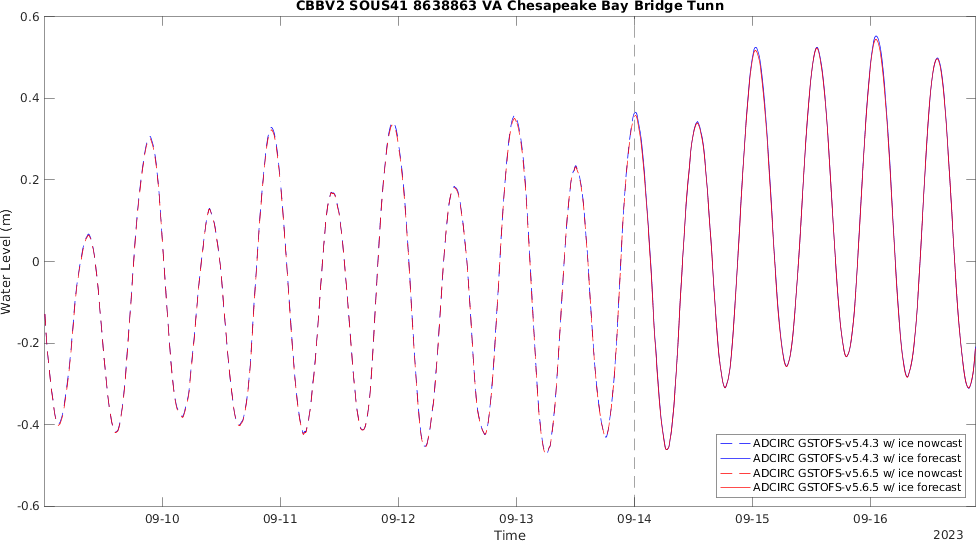 CBBV2 SOUS41 8638863 VA Chesapeake Bay Bridge Tunn
0.6
0.4
0.2
0
-0.2
-0.4
-0.6
Water Level (m)
09-10
09-11
09-12
09-13
09-14
09-15
09-16
Time
2023
ADCIRC GSTOFS-v5.4.3 w/ ice nowcast
ADCIRC GSTOFS-v5.4.3 w/ ice forecast
ADCIRC GSTOFS-v5.6.5 w/ ice nowcast
ADCIRC GSTOFS-v5.6.5 w/ ice forecast